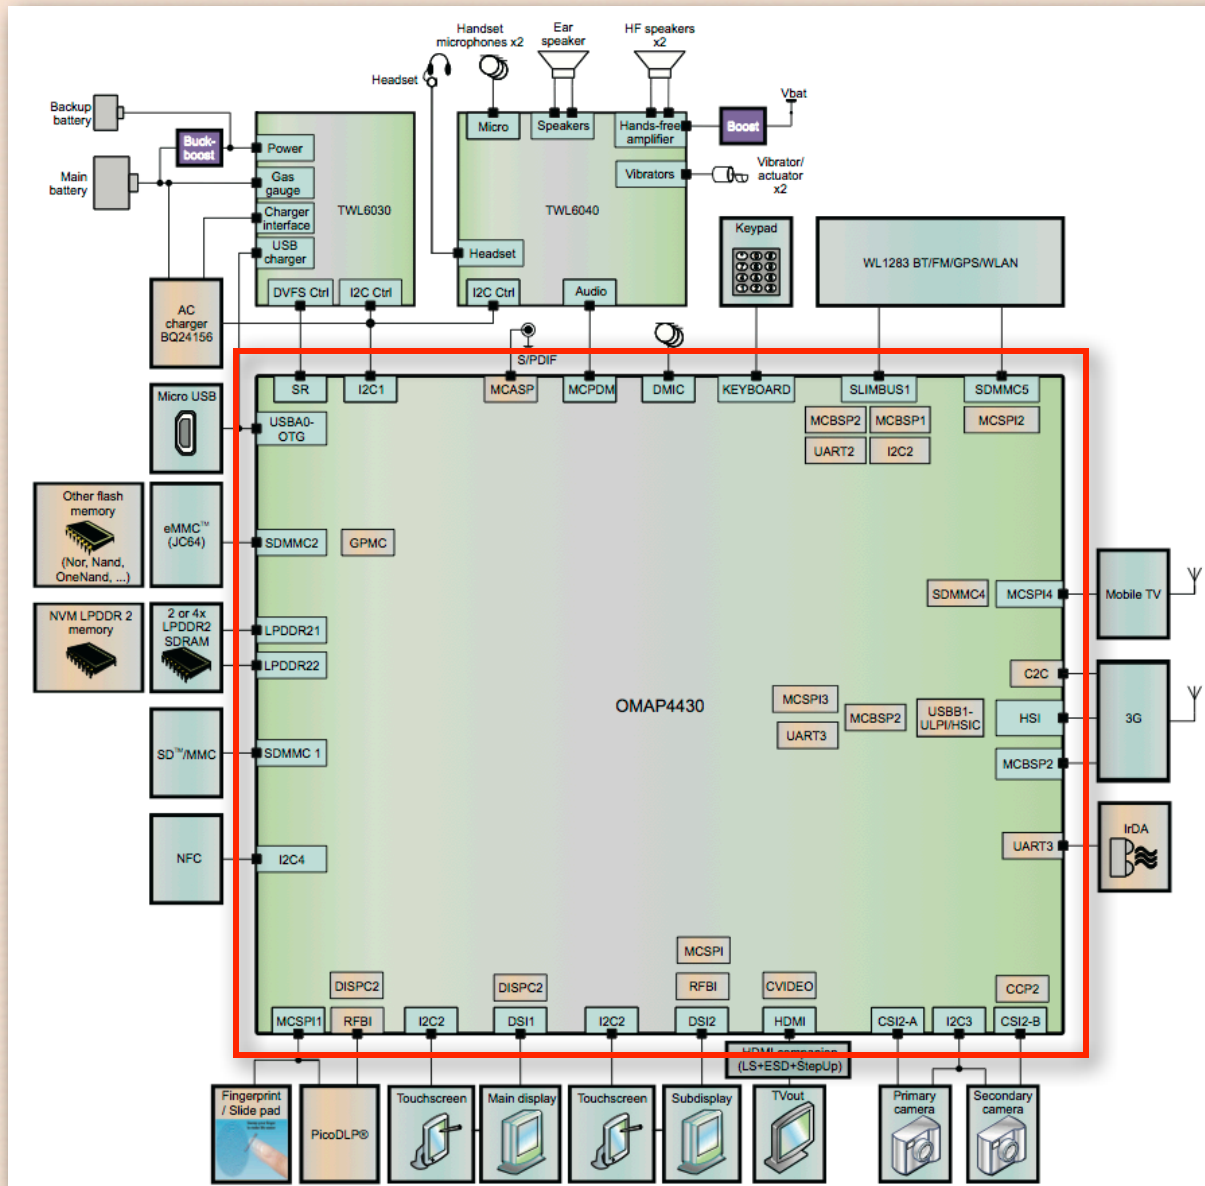 Handset
microphones x2
Ear
speaker
HF speakers
x2
Headset
Vbat
Backup
battery
Buck-
boost
Power
Micro
Speakers
Hands-free
amplifier
Boost
Main
battery
Gas
gauge
Vibrators
Vibrator/
actuator
x2
Charger
interface
TWL6030
TWL6040
USB
charger
Headset
Keypad
WL1283 BT/FM/GPS/WLAN
DVFS Ctrl
I2C Ctrl
I2C Ctrl
Audio
AC
charger
BQ24156
S/PDIF
SR
I2C1
MCASP
MCPDM
DMIC
KEYBOARD
SLIMBUS1
SDMMC5
Micro USB
USBA0-
OTG
MCBSP2
MCBSP1
MCSPI2
UART2
I2C2
Other flash
memory
(Nor, Nand,
OneNand, ...)
eMMC™
(JC64)
SDMMC2
GPMC
SDMMC4
MCSPI4
Mobile TV
NVM LPDDR 2
memory
2 or 4x
LPDDR2
SDRAM
LPDDR21
LPDDR22
C2C
MCSPI3
OMAP4430
MCBSP2
USBB1-
ULPI/HSIC
HSI
3G
UART3
SD™/MMC
SDMMC 1
MCBSP2
IrDA
UART3
NFC
I2C4
MCSPI
DISPC2
DISPC2
RFBI
CVIDEO
CCP2
MCSPI1
RFBI
I2C2
DSI1
I2C2
DSI2
HDMI
CSI2-A
I2C3
CSI2-B
HDMI companion
(LS+ESD+StepUp)
Fingerprint
/ Slide pad
PicoDLP®
Touchscreen
Main display
Touchscreen
Subdisplay
TVout
Primary
camera
Secondary
camera